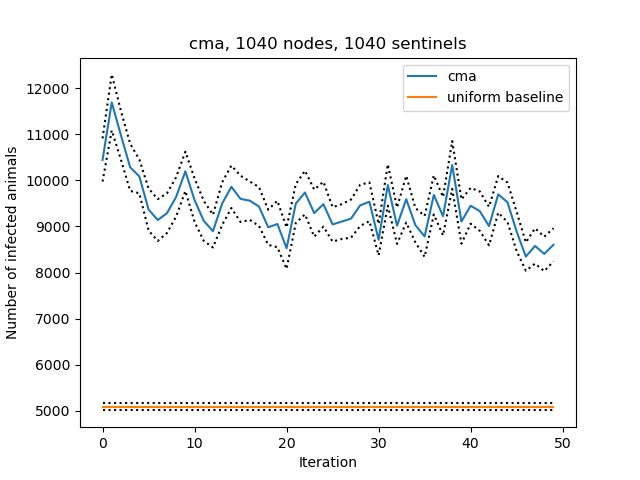 cma, 1040 nodes, 1040 sentinels
cma
uniform baseline
Number of infected animals
12000
11000
10000
9000
8000
7000
6000
5000
0 10 20 30 40 50
Iteration